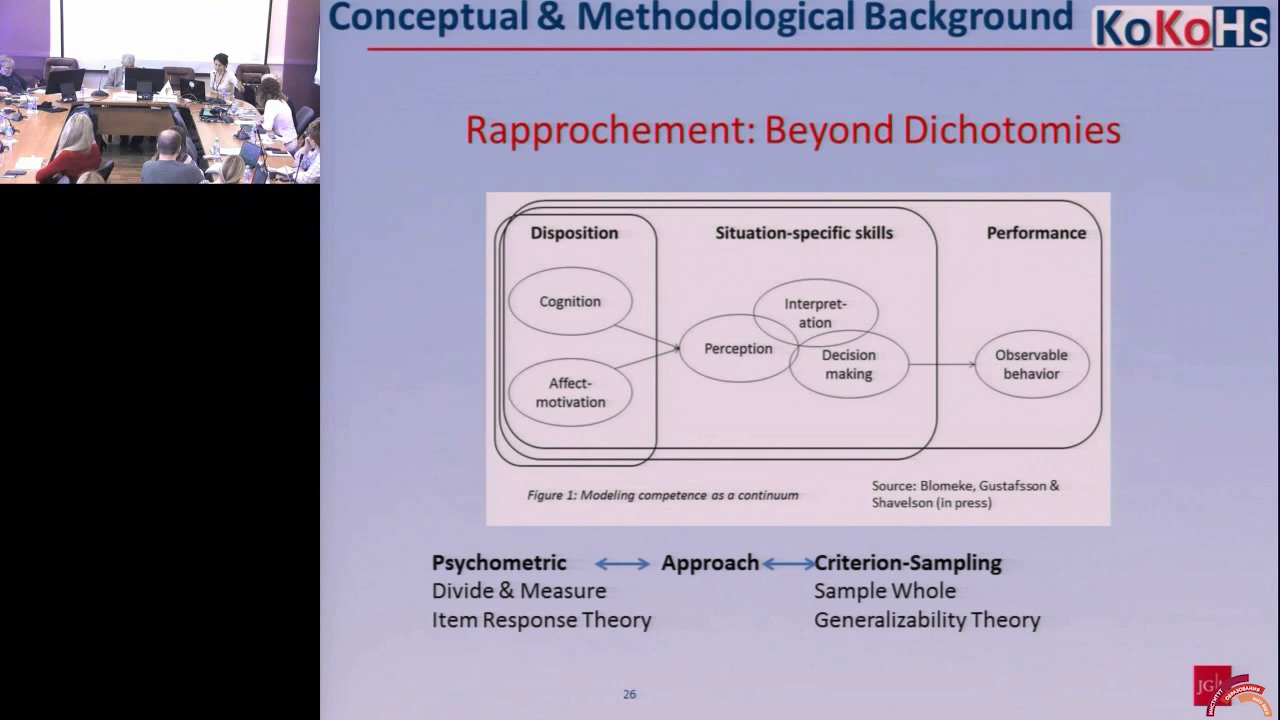 Conceptual & Methodological Background
KoKoHs
Rapprochement: Beyond Dichotomies
Disposition
Situation-specific skills
Performance
Cognition
Interpret-
ation
Perception
Decision
making
Observable
behavior
Affect-
motivation
Figure 1: Modeling competence as a continuum
Source: Blomeke, Gustafsson &
Shavelson (in press)
Psychometric
Approach
Criterion-Sampling
Divide & Measure
Sample Whole
Item Response Theory
Generalizability Theory
26
ИНСТИТУТ
ОБРАЗОВАНИЯ